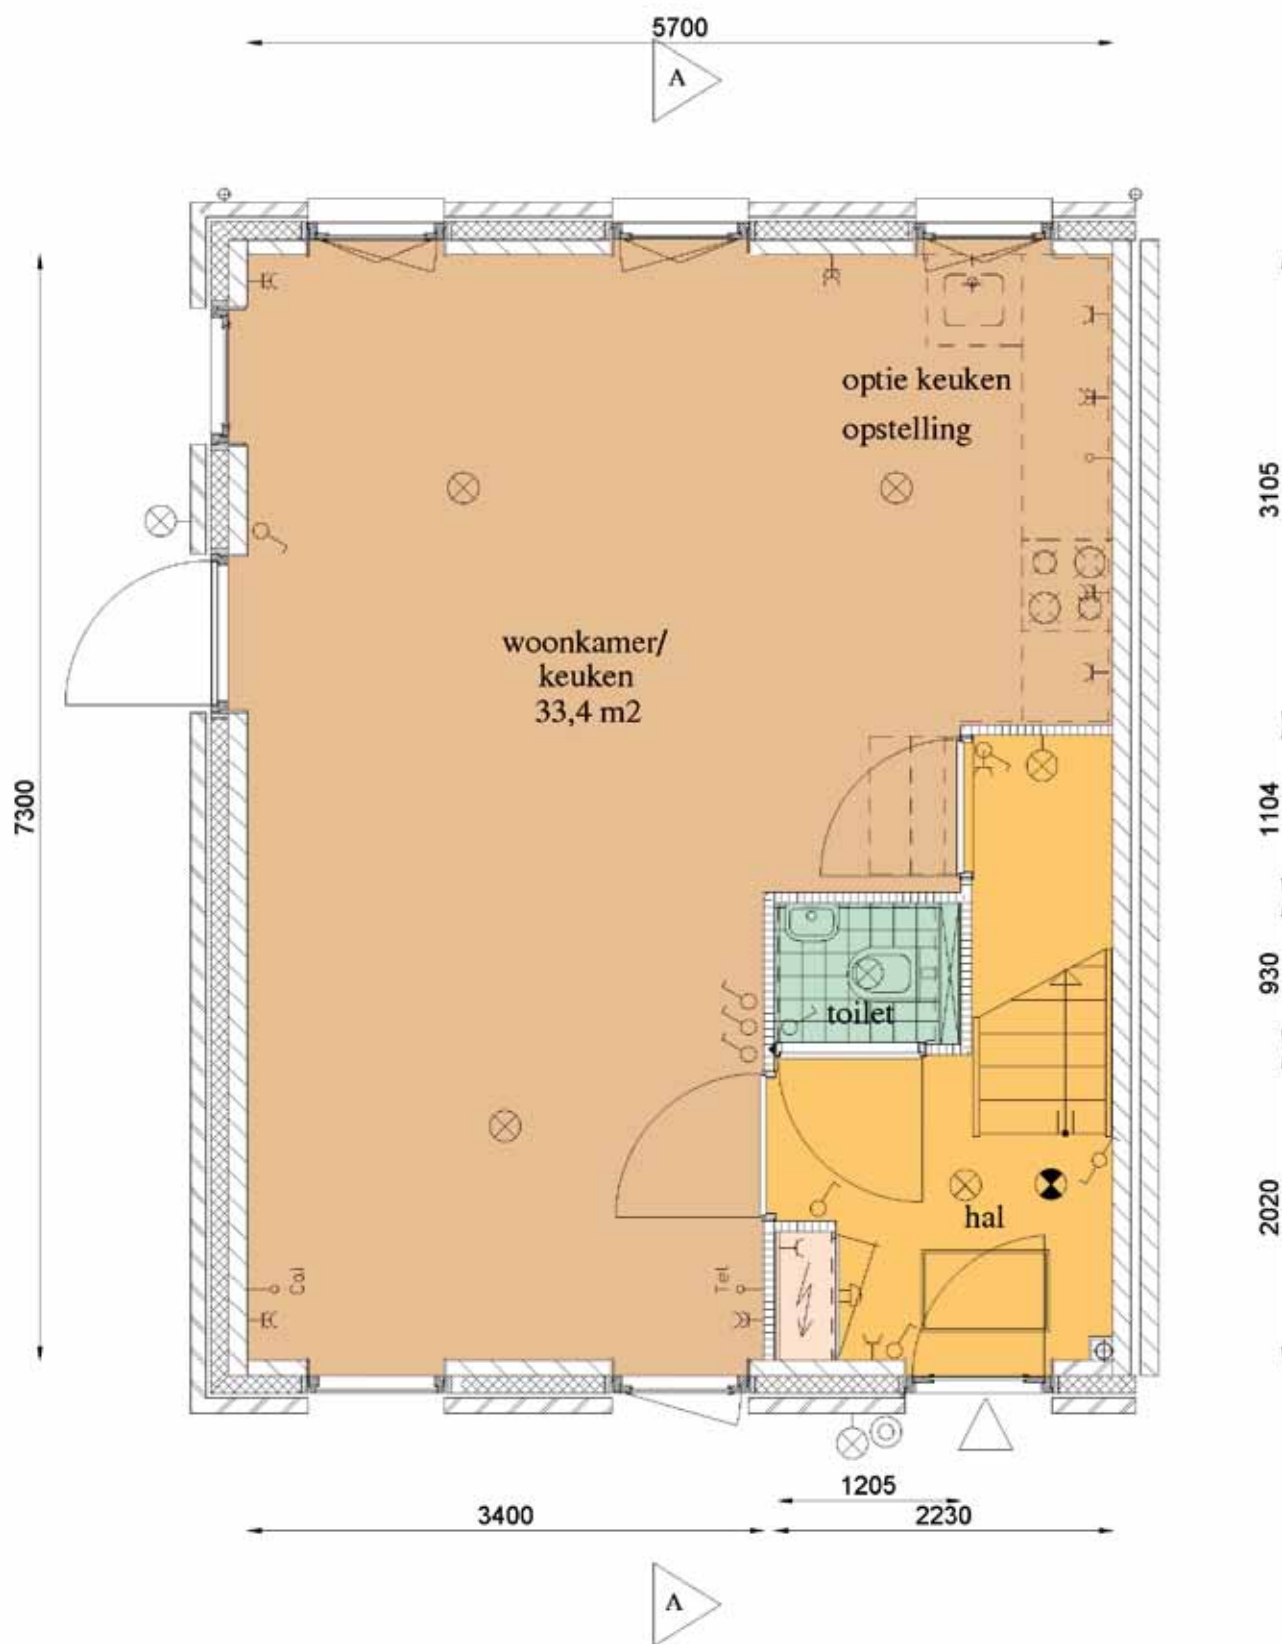 5700
A
optie keuken
opstelling
3105
woonkamer/
keuken
33,4 m2
7300
1104
930
toilet
2020
hal
Cai
Tel
1205
3400
2230
A